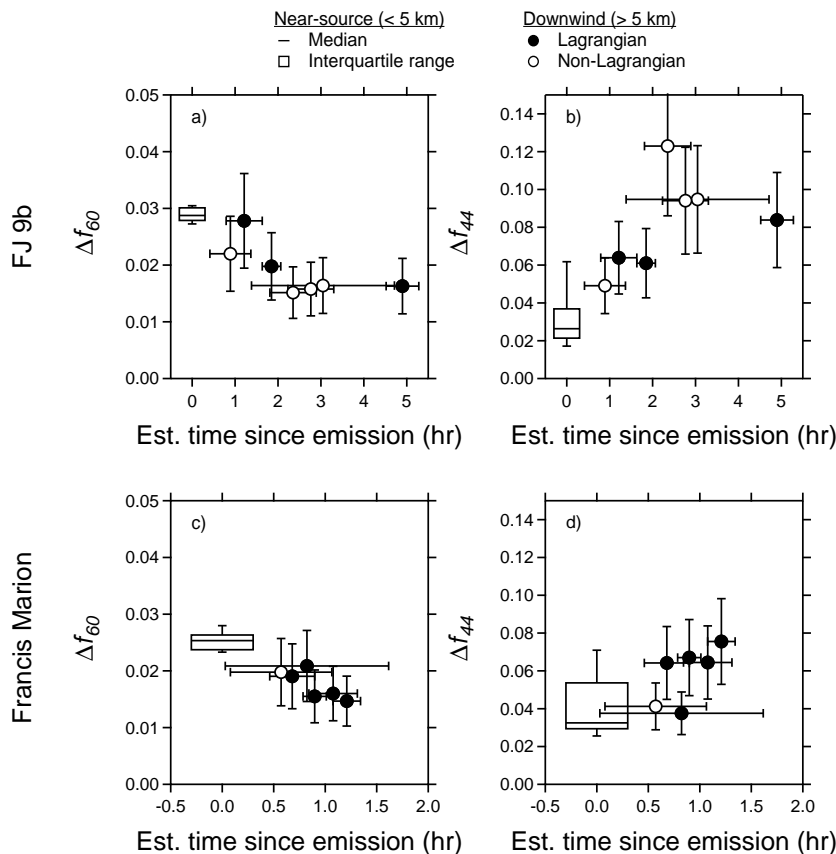 Near-source (< 5 km) Downwind (> 5 km)
Median Lagrangian
Interquartile range Non-Lagrangian
FJ 9b
Δf60
0.05
0.04
0.03
0.02
0.01
0.00
a)
0 1 2 3 4 5
Est. time since emission (hr)
Δf44
0.14
0.12
0.10
0.08
0.06
0.04
0.02
0.00
b)
0 1 2 3 4 5
Est. time since emission (hr)
Francis Marion
Δf60
0.05
0.04
0.03
0.02
0.01
0.00
c)
-0.5 0.0 0.5 1.0 1.5 2.0
Est. time since emission (hr)
Δf44
0.14
0.12
0.10
0.08
0.06
0.04
0.02
0.00
d)
-0.5 0.0 0.5 1.0 1.5 2.0
Est. time since emission (hr)